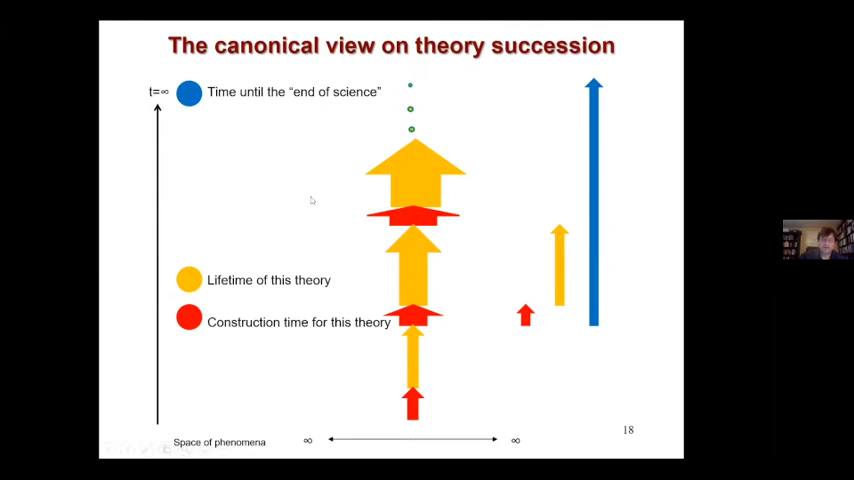 The canonical view on theory succession
t=∞
Time until the “end of science”
Lifetime of this theory
Construction time for this theory
18
Space of phenomena
∞
∞